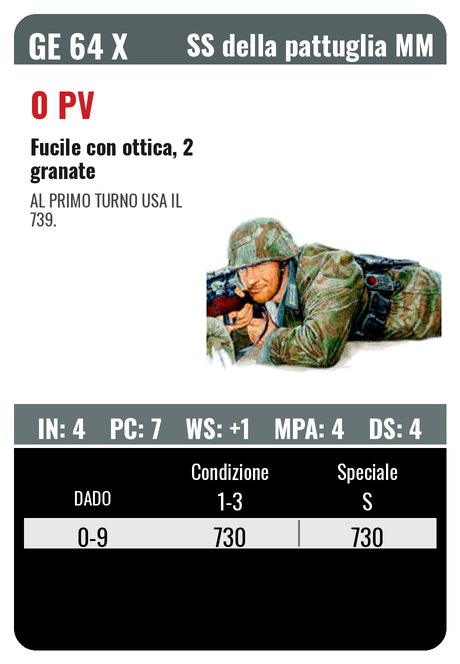 GE 64 X SS della pattuglia MM
0 PV
Fucile con ottica, 2
granate
AL PRIMO TURNO USA IL
739.
IN: 4 PC: 7 WS: +1 MPA: 4 DS: 4
Condizione Speciale
DADO 1-3 S
0-9 730 730